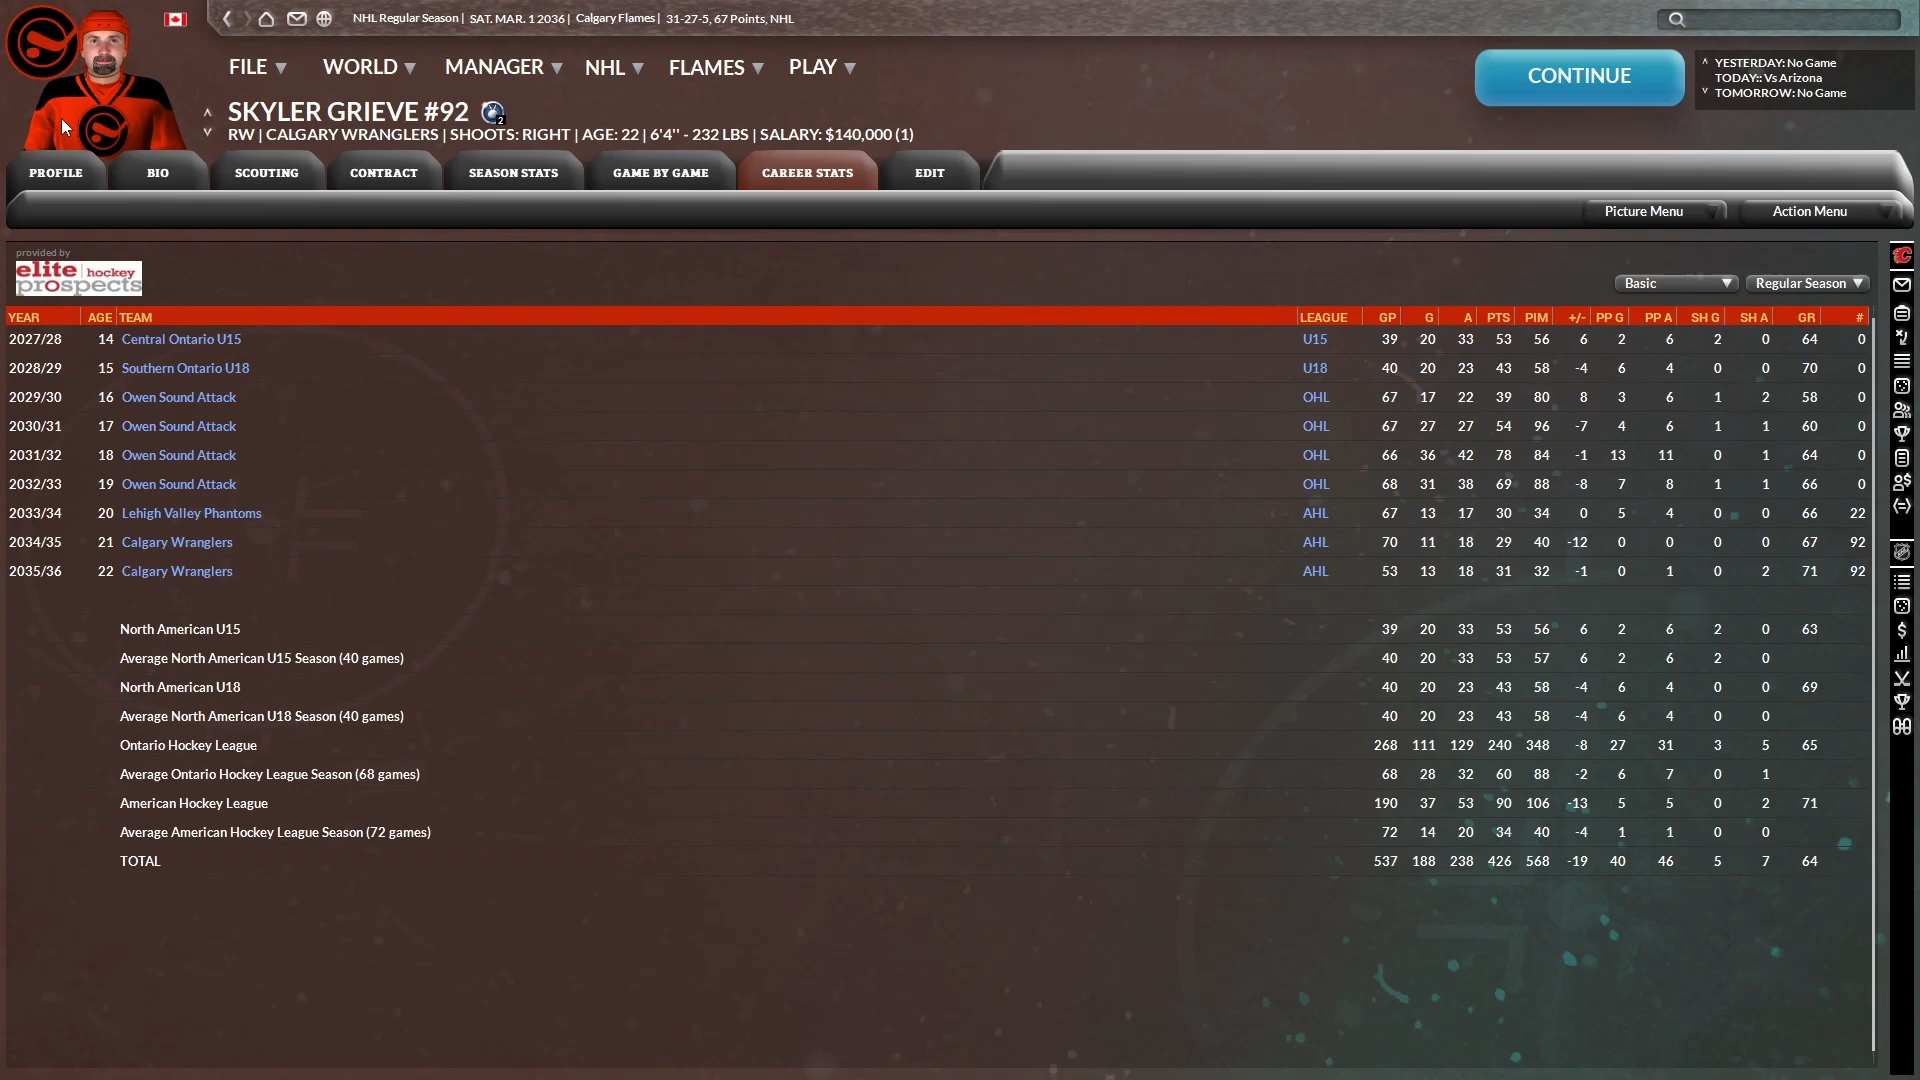 NHL Regular Season | SAT. MAR. 1 2036 | Calgary Flames | 31-27-5, 67 Points, NHL
FILE WORLD MANAGER NHL FLAMES PLAY
CONTINUE
YESTERDAY: No Game
TODAY:: Vs Arizona
TOMORROW: No Game
SKYLER GRIEVE #92 2
RW | CALGARY WRANGLERS | SHOOTS: RIGHT | AGE: 22 | 6'4'' - 232 LBS | SALARY: $140,000 (1)
PROFILE BIO SCOUTING CONTRACT SEASON STATS GAME BY GAME CAREER STATS EDIT
Picture Menu Action Menu
provided by
elite hockey
prospects
Basic Regular Season
YEAR AGE TEAM LEAGUE GP G A PTS PIM +/- PP G PP A SH G SH A GR #
2027/28 14 Central Ontario U15 U15 39 20 33 53 56 6 2 6 2 0 64 0
2028/29 15 Southern Ontario U18 U18 40 20 23 43 58 -4 6 4 0 0 70 0
2029/30 16 Owen Sound Attack OHL 67 17 22 39 80 8 3 6 1 2 58 0
2030/31 17 Owen Sound Attack OHL 67 27 27 54 96 -7 4 6 1 1 60 0
2031/32 18 Owen Sound Attack OHL 66 36 42 78 84 -1 13 11 0 1 64 0
2032/33 19 Owen Sound Attack OHL 68 31 38 69 88 -8 7 8 1 1 66 0
2033/34 20 Lehigh Valley Phantoms AHL 67 13 17 30 34 0 5 4 0 0 66 22
2034/35 21 Calgary Wranglers AHL 70 11 18 29 40 -12 0 0 0 0 67 92
2035/36 22 Calgary Wranglers AHL 53 13 18 31 32 -1 0 1 0 2 71 92
North American U15 39 20 33 53 56 6 2 6 2 0 63
Average North American U15 Season (40 games) 40 20 33 53 57 6 2 6 2 0
North American U18 40 20 23 43 58 -4 6 4 0 0 69
Average North American U18 Season (40 games) 40 20 23 43 58 -4 6 4 0 0
Ontario Hockey League 268 111 129 240 348 -8 27 31 3 5 65
Average Ontario Hockey League Season (68 games) 68 28 32 60 88 -2 6 7 0 1
American Hockey League 190 37 53 90 106 -13 5 5 0 2 71
Average American Hockey League Season (72 games) 72 14 20 34 40 -4 1 1 0 0
TOTAL 537 188 238 426 568 -19 40 46 5 7 64